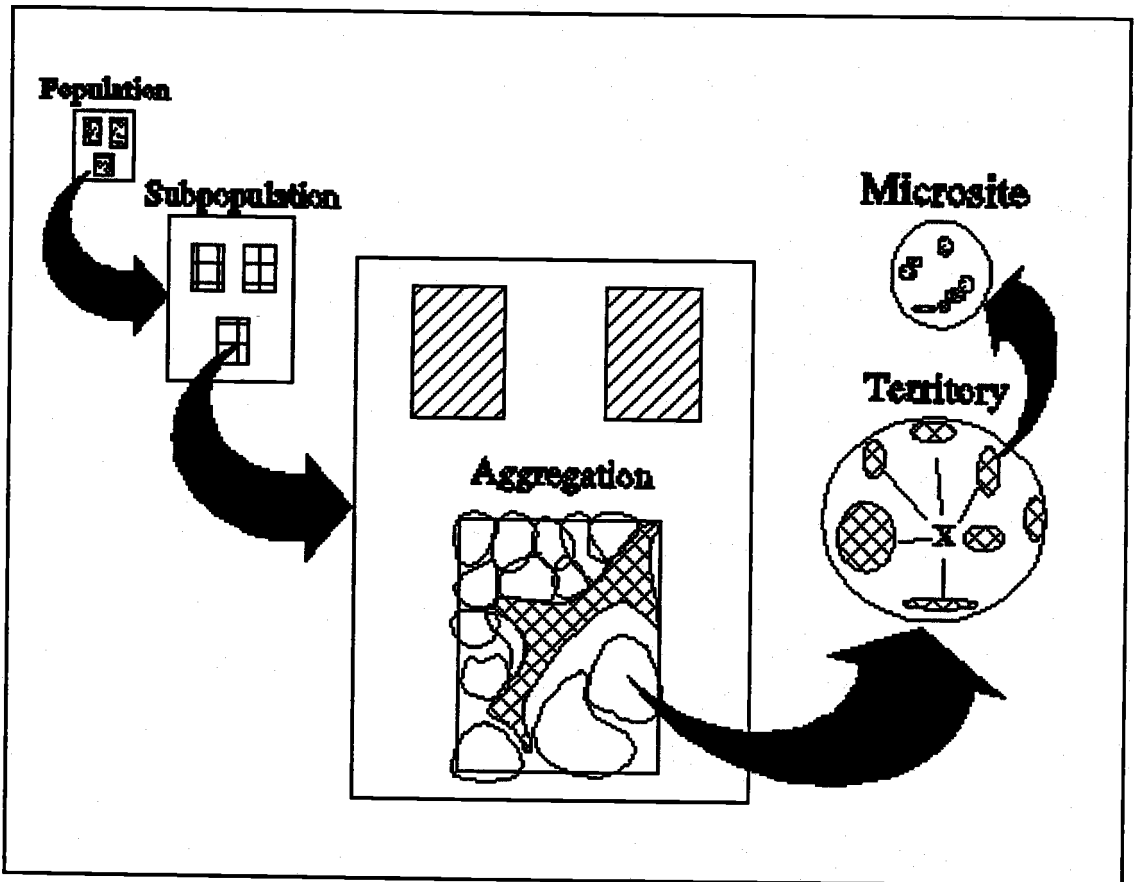 Population
Subpopulation
Aggregation
Territory
X
Microsite